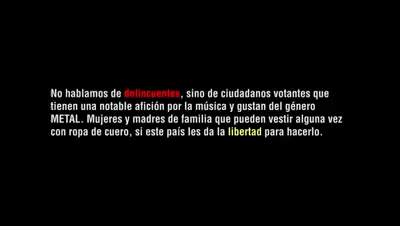 No hablamos de delincuentes, sino de ciudadanos votantes que
tienen una notable afición por la música y gustan del género
METAL. Mujeres y madres de familia que pueden vestir alguna vez
con ropa de cuero, si este país les da la libertad para hacerlo.